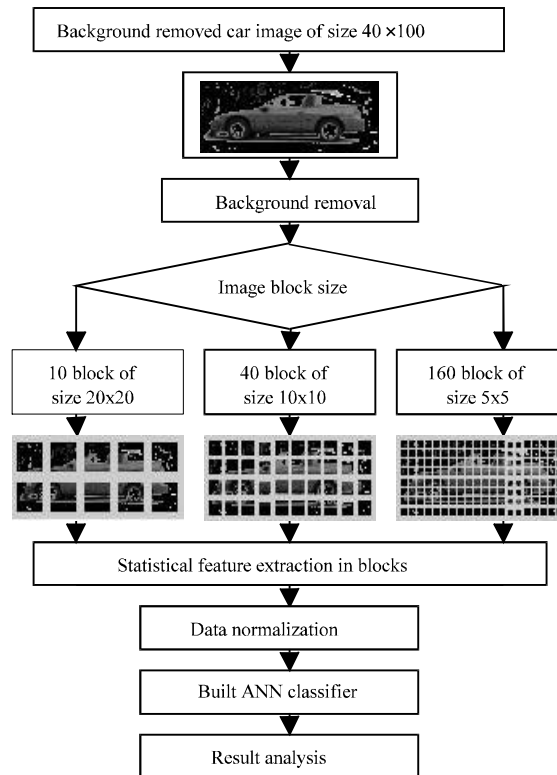 Background removed car image of size 40 ×100
Background removal
Image block size
10 block of
size 20x20
40 block of
size 10x10
160 block of
size 5x5
Statistical feature extraction in blocks
Data normalization
Built ANN classifier
Result analysis